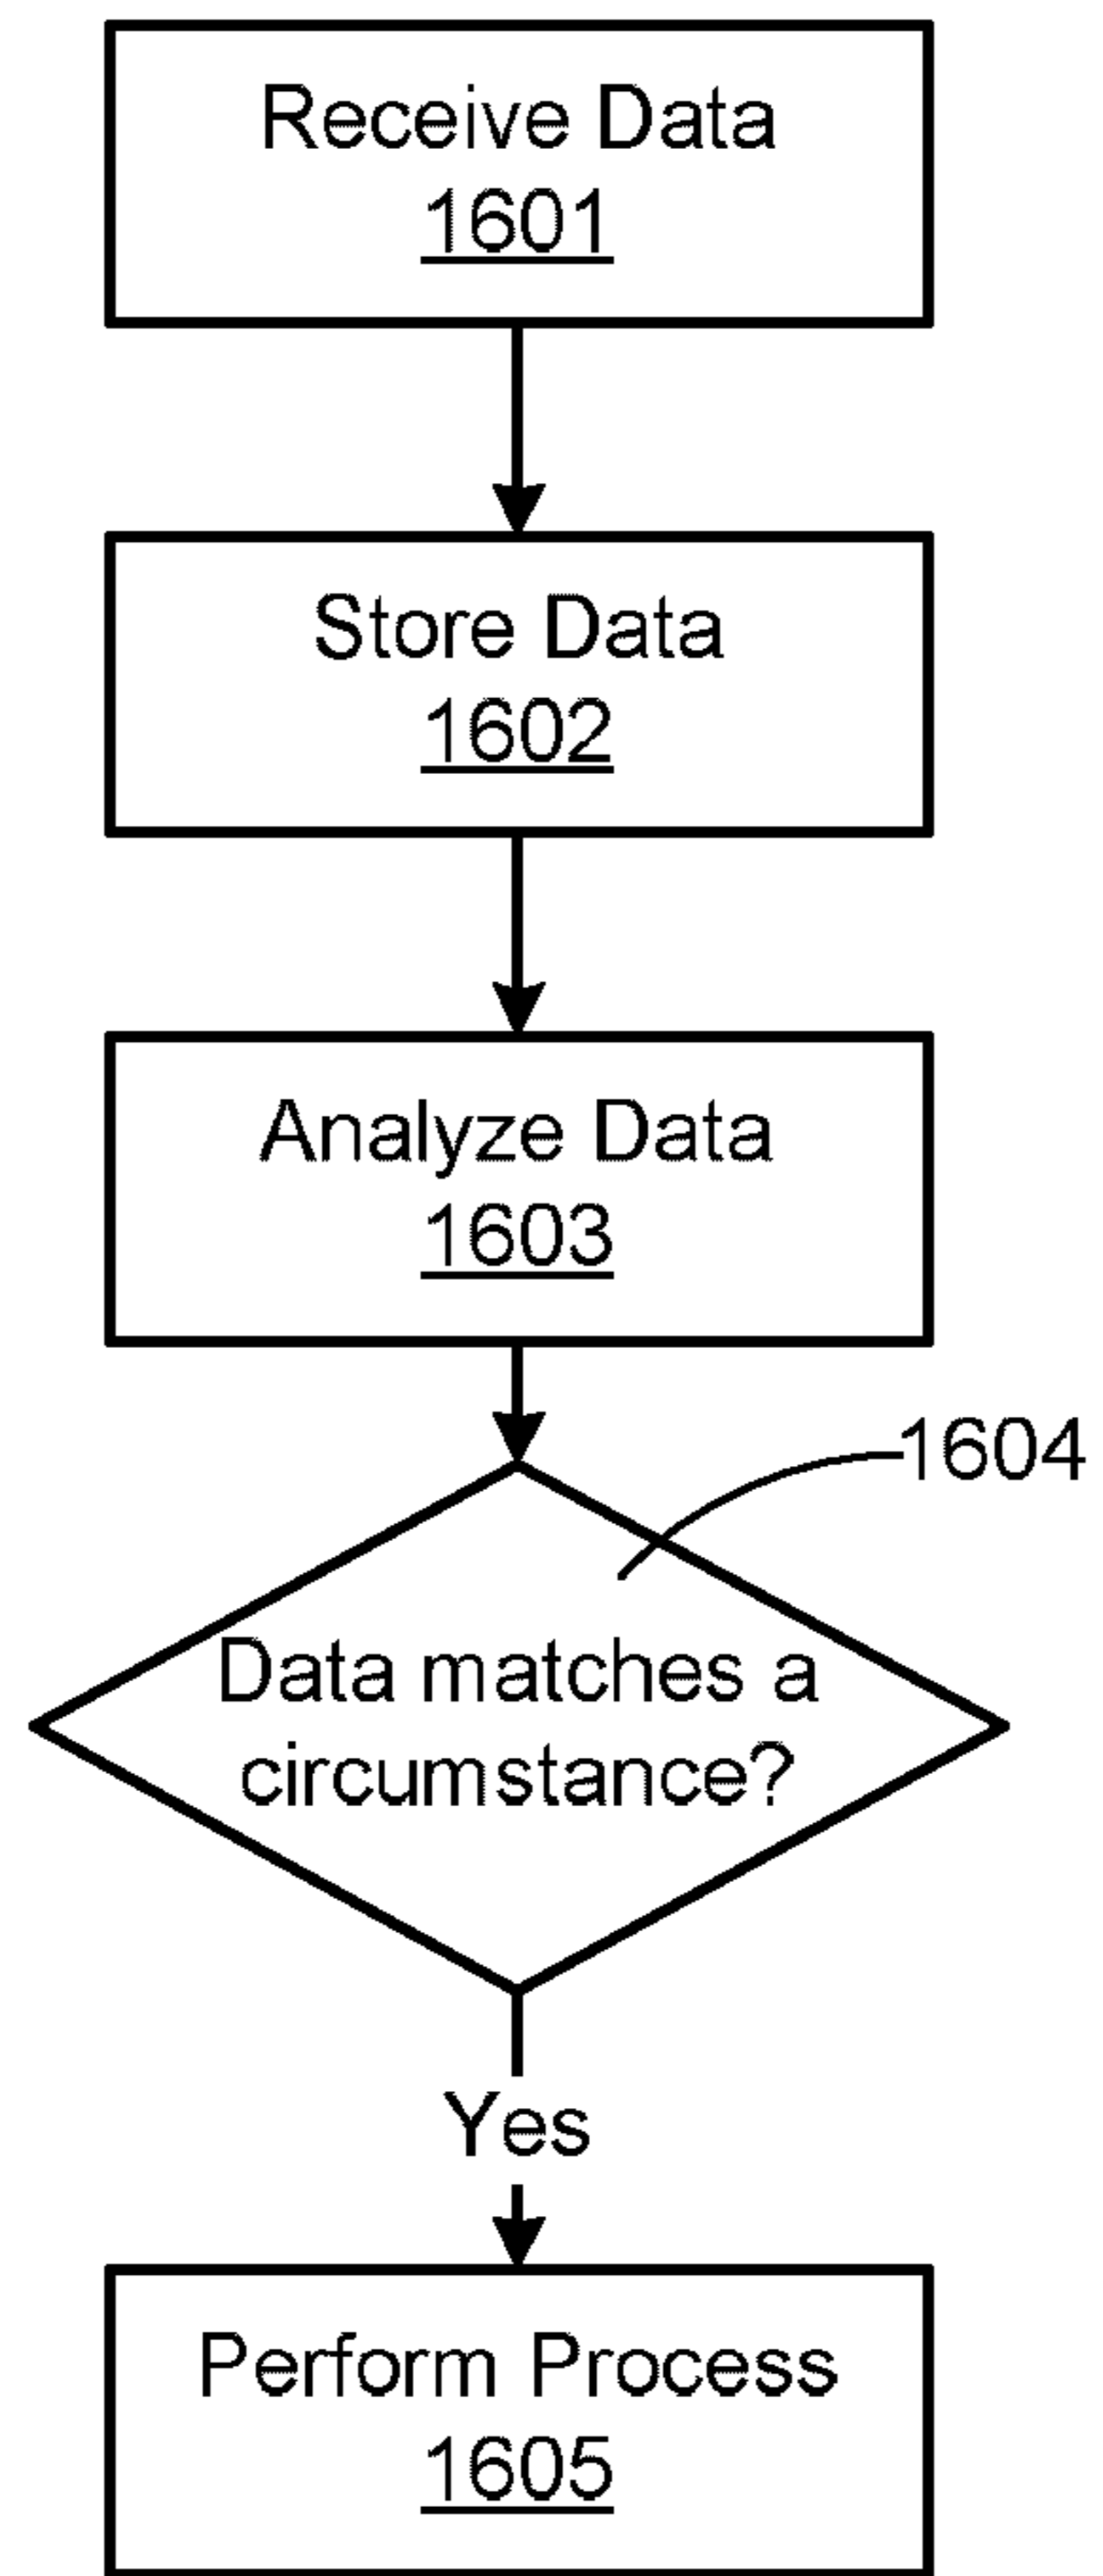 Receive Data
1601
Store Data
1602
Analyze Data
1603
1604
Data matches a
circumstance?
Yes
Perform Process
1605